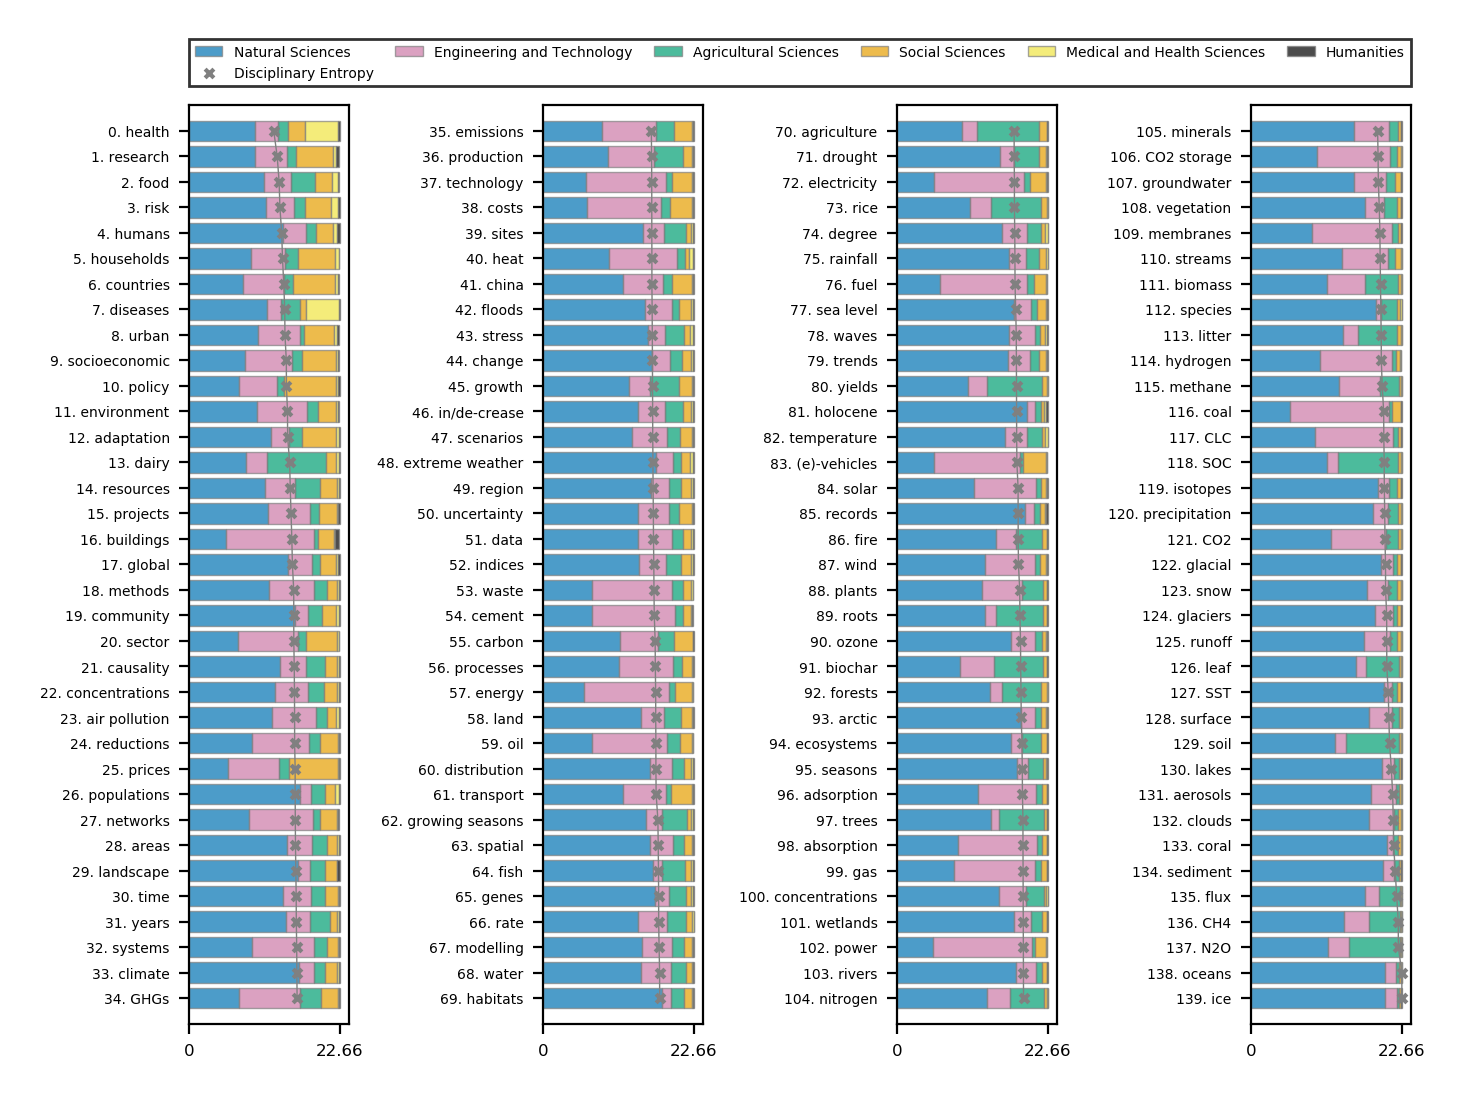 Natural Sciences
Engineering and Technology
Agricultural Sciences
Social Sciences
Medical and Health Sciences
Humanities
Disciplinary Entropy
0. health
1. research
2. food
3. risk
4. humans
5. households
6. countries
7. diseases
8. urban
9. socioeconomic
10. policy
11. environment
12. adaptation
13. dairy
14. resources
15. projects
16. buildings
17. global
18. methods
19. community
20. sector
21. causality
22. concentrations
23. air pollution
24. reductions
25. prices
26. populations
27. networks
28. areas
29. landscape
30. time
31. years
32. systems
33. climate
34. GHGs
0
22.66
35. emissions
36. production
37. technology
38. costs
39. sites
40. heat
41. china
42. floods
43. stress
44. change
45. growth
46. in/de-crease
47. scenarios
48. extreme weather
49. region
50. uncertainty
51. data
52. indices
53. waste
54. cement
55. carbon
56. processes
57. energy
58. land
59. oil
60. distribution
61. transport
62. growing seasons
63. spatial
64. fish
65. genes
66. rate
67. modelling
68. water
69. habitats
0
22.66
70. agriculture
71. drought
72. electricity
73. rice
74. degree
75. rainfall
76. fuel
77. sea level
78. waves
79. trends
80. yields
81. holocene
82. temperature
83. (e)-vehicles
84. solar
85. records
86. fire
87. wind
88. plants
89. roots
90. ozone
91. biochar
92. forests
93. arctic
94. ecosystems
95. seasons
96. adsorption
97. trees
98. absorption
99. gas
100. concentrations
101. wetlands
102. power
103. rivers
104. nitrogen
0
22.66
105. minerals
106. CO2 storage
107. groundwater
108. vegetation
109. membranes
110. streams
111. biomass
112. species
113. litter
114. hydrogen
115. methane
116. coal
117. CLC
118. SOC
119. isotopes
120. precipitation
121. CO2
122. glacial
123. snow
124. glaciers
125. runoff
126. leaf
127. SST
128. surface
129. soil
130. lakes
131. aerosols
132. clouds
133. coral
134. sediment
135. flux
136. CH4
137. N2O
138. oceans
139. ice
0
22.66